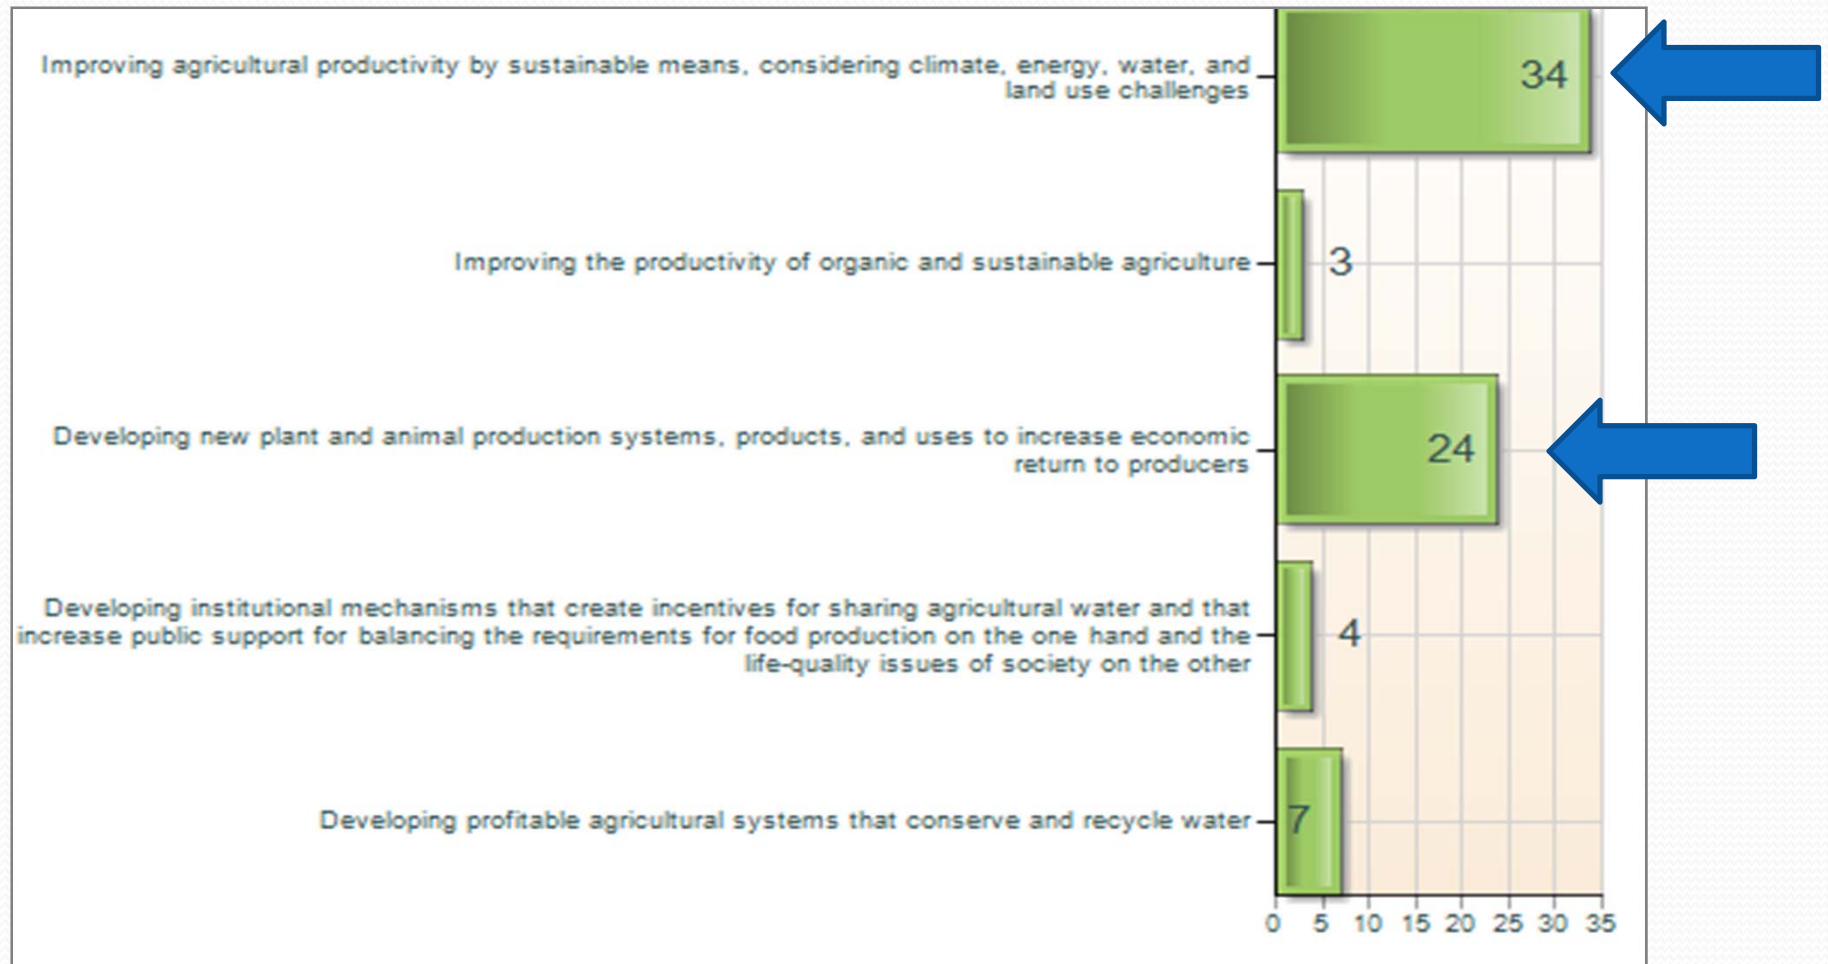 Improving agricultural productivity by sustainable means, considering climate, energy, water, and
land use challenges
34
Improving the productivity of organic and sustainable agriculture
3
Developing new plant and animal production systems, products, and uses to increase economic
return to producers
24
Developing institutional mechanisms that create incentives for sharing agricultural water and that
increase public support for balancing the requirements for food production on the one hand and the
life-quality issues of society on the other
4
Developing profitable agricultural systems that conserve and recycle water
7
0 5 10 15 20 25 30 35